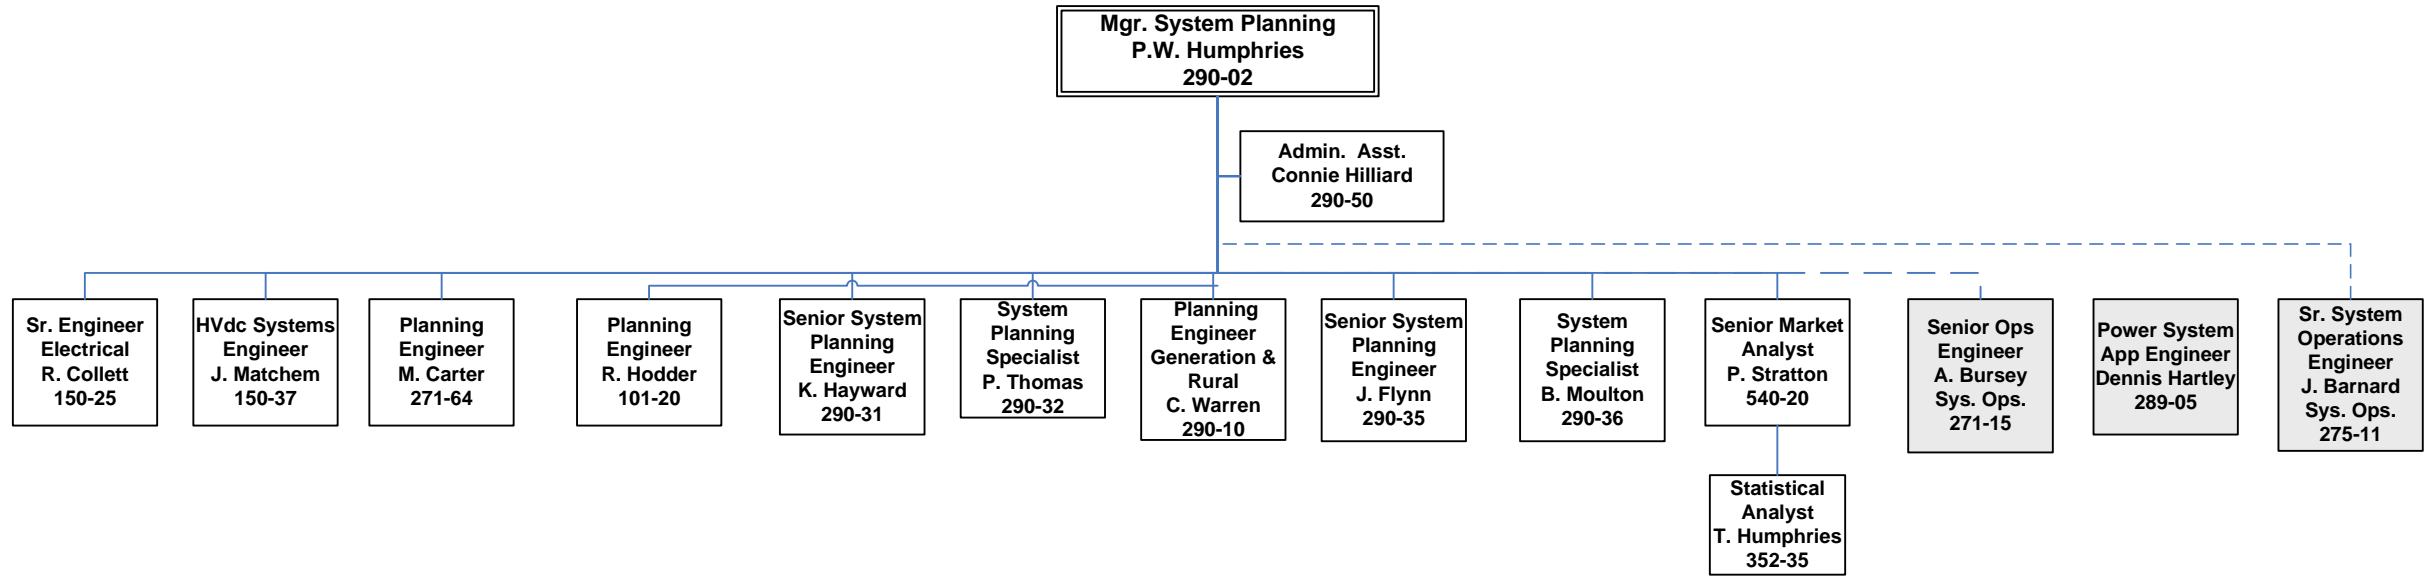 Mgr. System Planning
P.W. Humphries
290-02
Admin. Asst.
Connie Hilliard
290-50
Sr. Engineer
Electrical
R. Collett
150-25
HVdc Systems
Engineer
J. Matchem
150-37
Planning
Engineer
M. Carter
271-64
Planning
Engineer
R. Hodder
101-20
Senior System
Planning
Engineer
K. Hayward
290-31
System
Planning
Specialist
P. Thomas
290-32
Planning
Engineer
Generation &
Rural
C. Warren
290-10
Senior System
Planning
Engineer
J. Flynn
290-35
System
Planning
Specialist
B. Moulton
290-36
Senior Market
Analyst
P. Stratton
540-20
Senior Ops
Engineer
A. Bursey
Sys. Ops.
271-15
Power System
App Engineer
Dennis Hartley
289-05
Sr. System
Operations
Engineer
J. Barnard
Sys. Ops.
275-11
Statistical
Analyst
T. Humphries
352-35